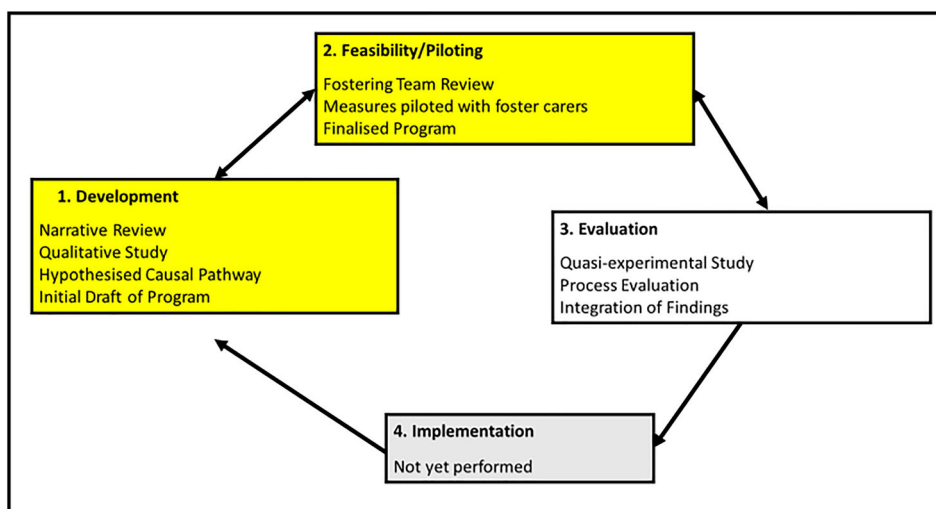 2. Feasibility/Piloting
Fostering Team Review
Measures piloted with foster carers
Finalised Program
1. Development
Narrative Review
Qualitative Study
Hypothesised Causal Pathway
Initial Draft of Program
3. Evaluation
Quasi-experimental Study
Process Evaluation
Integration of Findings
4. Implementation
Not yet performed